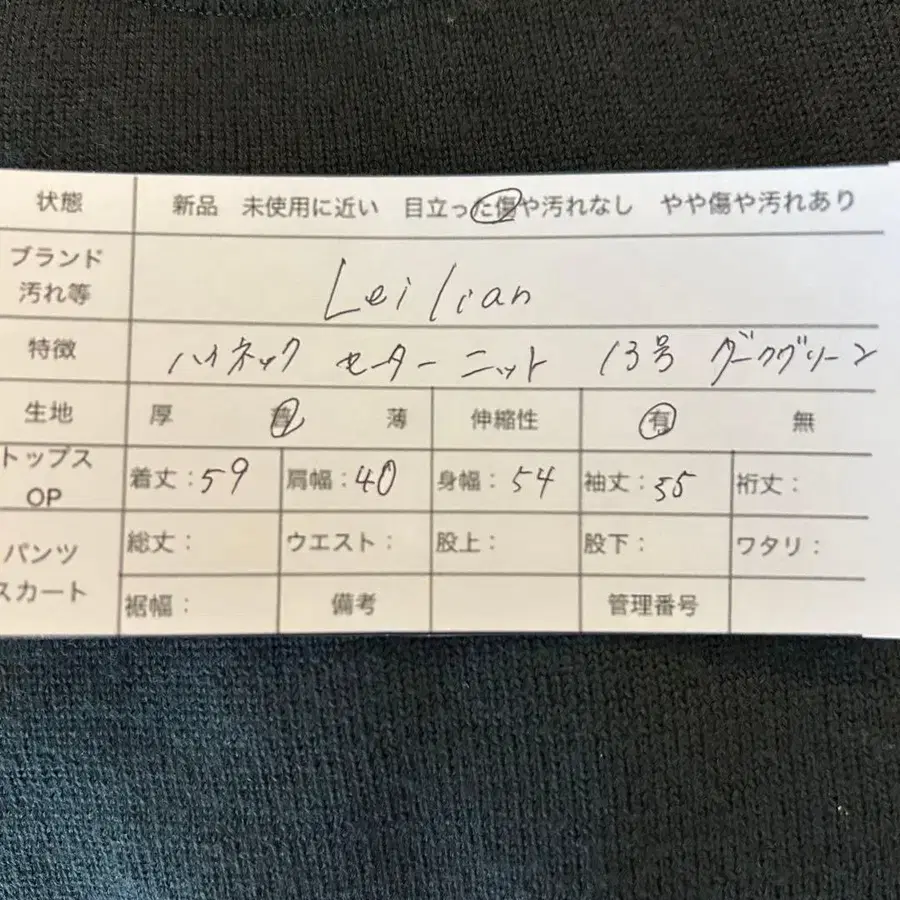 状態 新品 未使用に近い 目立った傷や汚れなし やや傷や汚れあり
ブランド
汚れ等
Leilian
特徴 ハイネック セーター ニット 13号 ダークグリーン
生地 厚 普 薄 伸縮性 有 無
トップス
OP
着丈:59 肩幅:40 身幅:54 袖丈:55 裄丈:
パンツ
スカート
総丈: ウエスト: 股上: 股下: ワタリ:
裾幅: 備考 管理番号